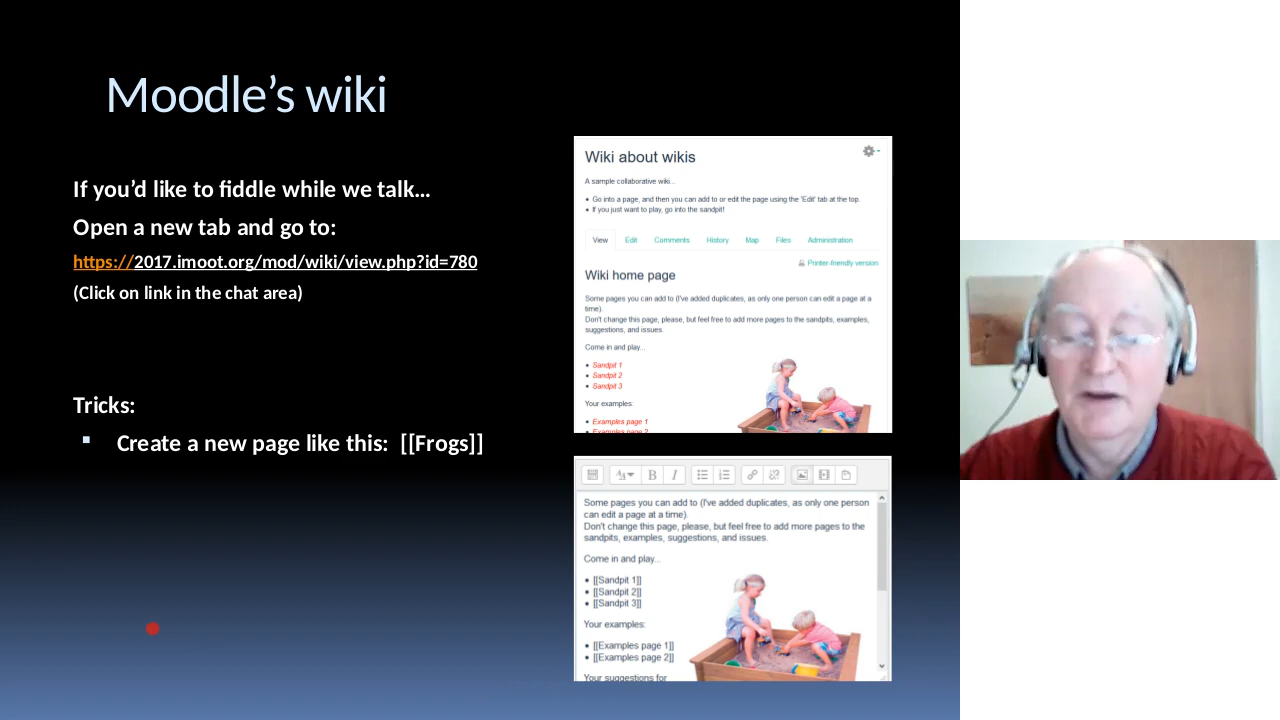 Moodle’s wiki
If you’d like to fiddle while we talk…
Open a new tab and go to:
https://2017.imoot.org/mod/wiki/view.php?id=780
(Click on link in the chat area)
Tricks:
▪ Create a new page like this:  [[Frogs]]
Wiki about wikis
A sample collaborative wiki...
• Go into a page, and then you can add to or edit the page using the 'Edit' tab at the top.
• If you just want to play, go into the sandpit!
View Edit Comments History Map Files Administration
Printer-friendly version
Wiki home page
Some pages you can add to (I've added duplicates, as only one person can edit a page at a
time).
Don't change this page, please, but feel free to add more pages to the sandpits, examples,
suggestions, and issues.
Come in and play...
• Sandpit 1
• Sandpit 2
• Sandpit 3
Your examples:
• Examples page 1
• Examples page 2
B I
Some pages you can add to (I've added duplicates, as only one person
can edit a page at a time).
Don't change this page, please, but feel free to add more pages to the
sandpits, examples, suggestions, and issues.
Come in and play...
• [[Sandpit 1]]
• [[Sandpit 2]]
• [[Sandpit 3]]
Your examples:
• [[Examples page 1]]
• [[Examples page 2]]
Your suggestions for